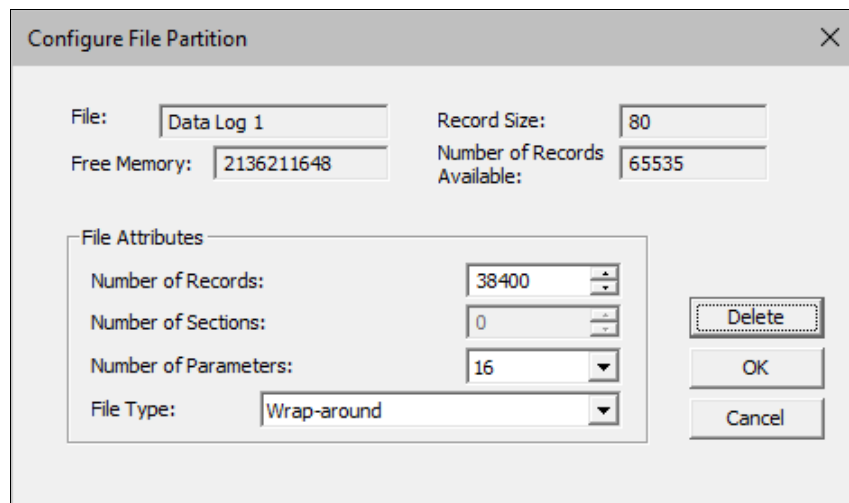 Configure File Partition
File: Data Log 1 Record Size: 80
Free Memory: 2136211648 Number of Records Available: 65535
File Attributes
Number of Records: 38400
Number of Sections: 0
Delete
Number of Parameters: 16
OK
File Type: Wrap-around
Cancel